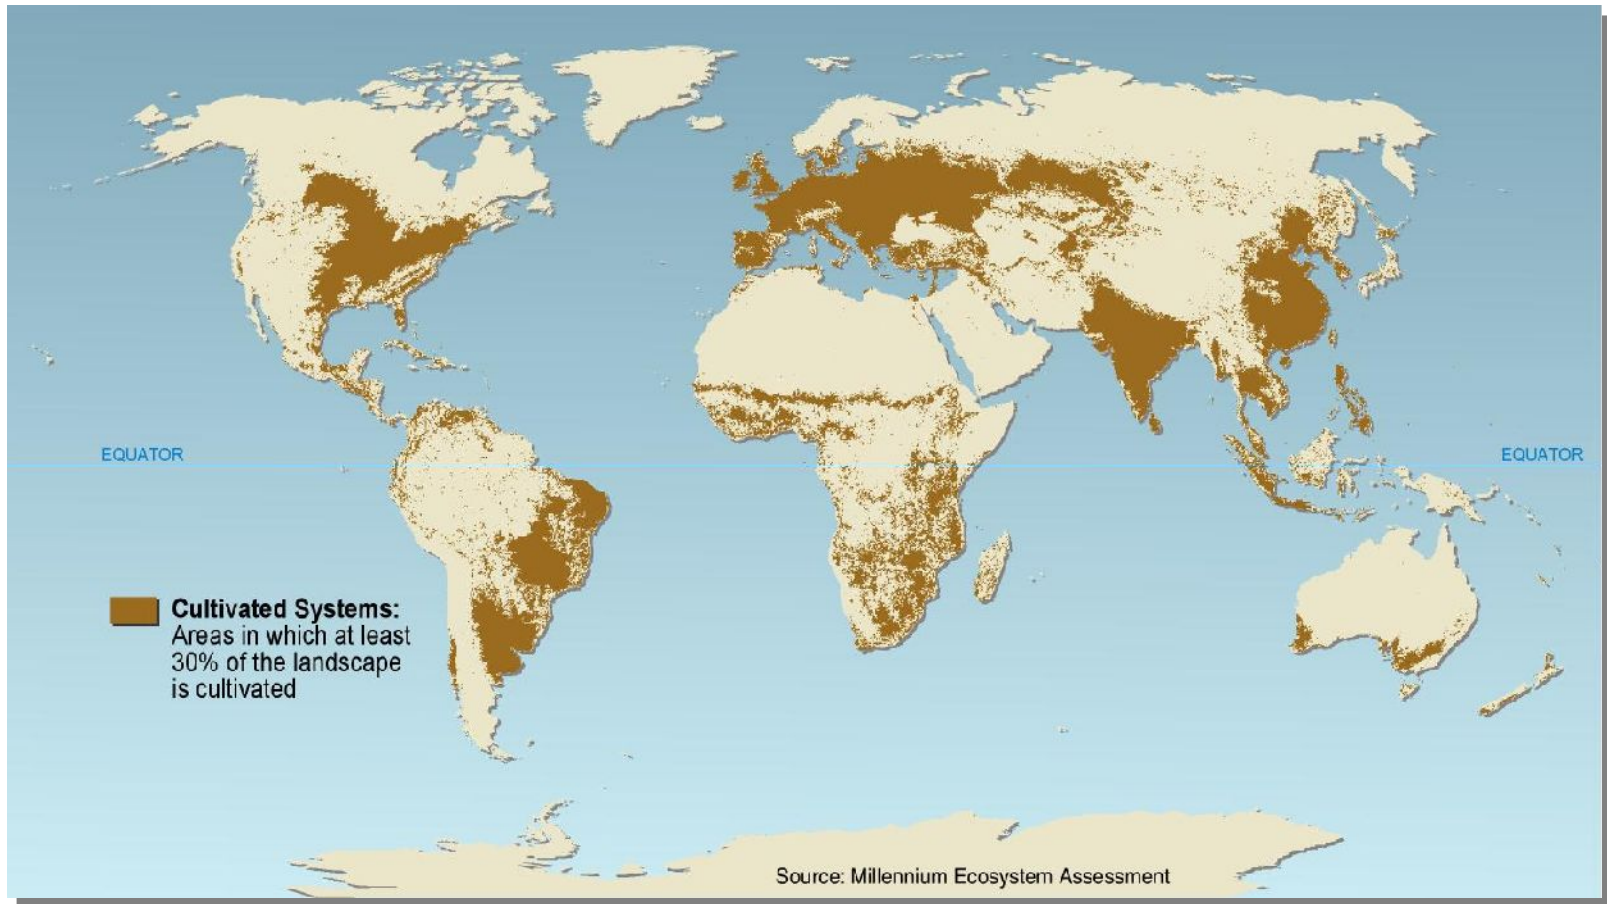 EQUATOR
EQUATOR
Cultivated Systems:
Areas in which at least
30% of the landscape
is cultivated
Source: Millennium Ecosystem Assessment